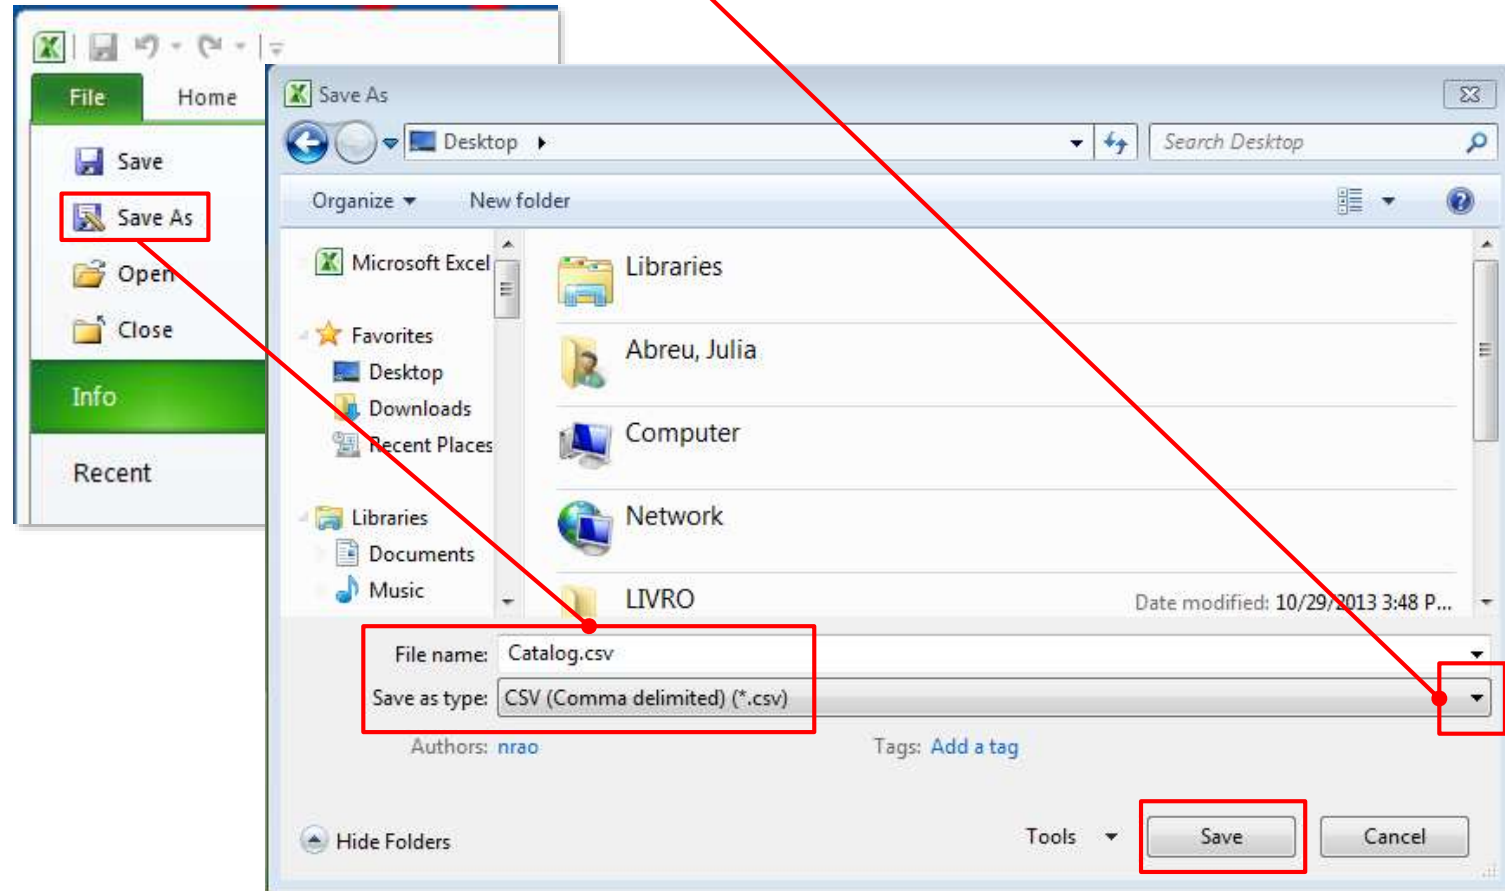 File Home
Save
Save As
Open
Close
Info
Recent
Save As
Desktop
Search Desktop
Organize New folder
Microsoft Excel
Favorites
Desktop
Downloads
Recent Places
Libraries
Documents
Music
Libraries
Abreu, Julia
Computer
Network
LIVRO
Date modified: 10/29/2013 3:48 P...
File name: Catalog.csv
Save as type: CSV (Comma delimited) (*.csv)
Authors: nrao Tags: Add a tag
Hide Folders Tools Save Cancel